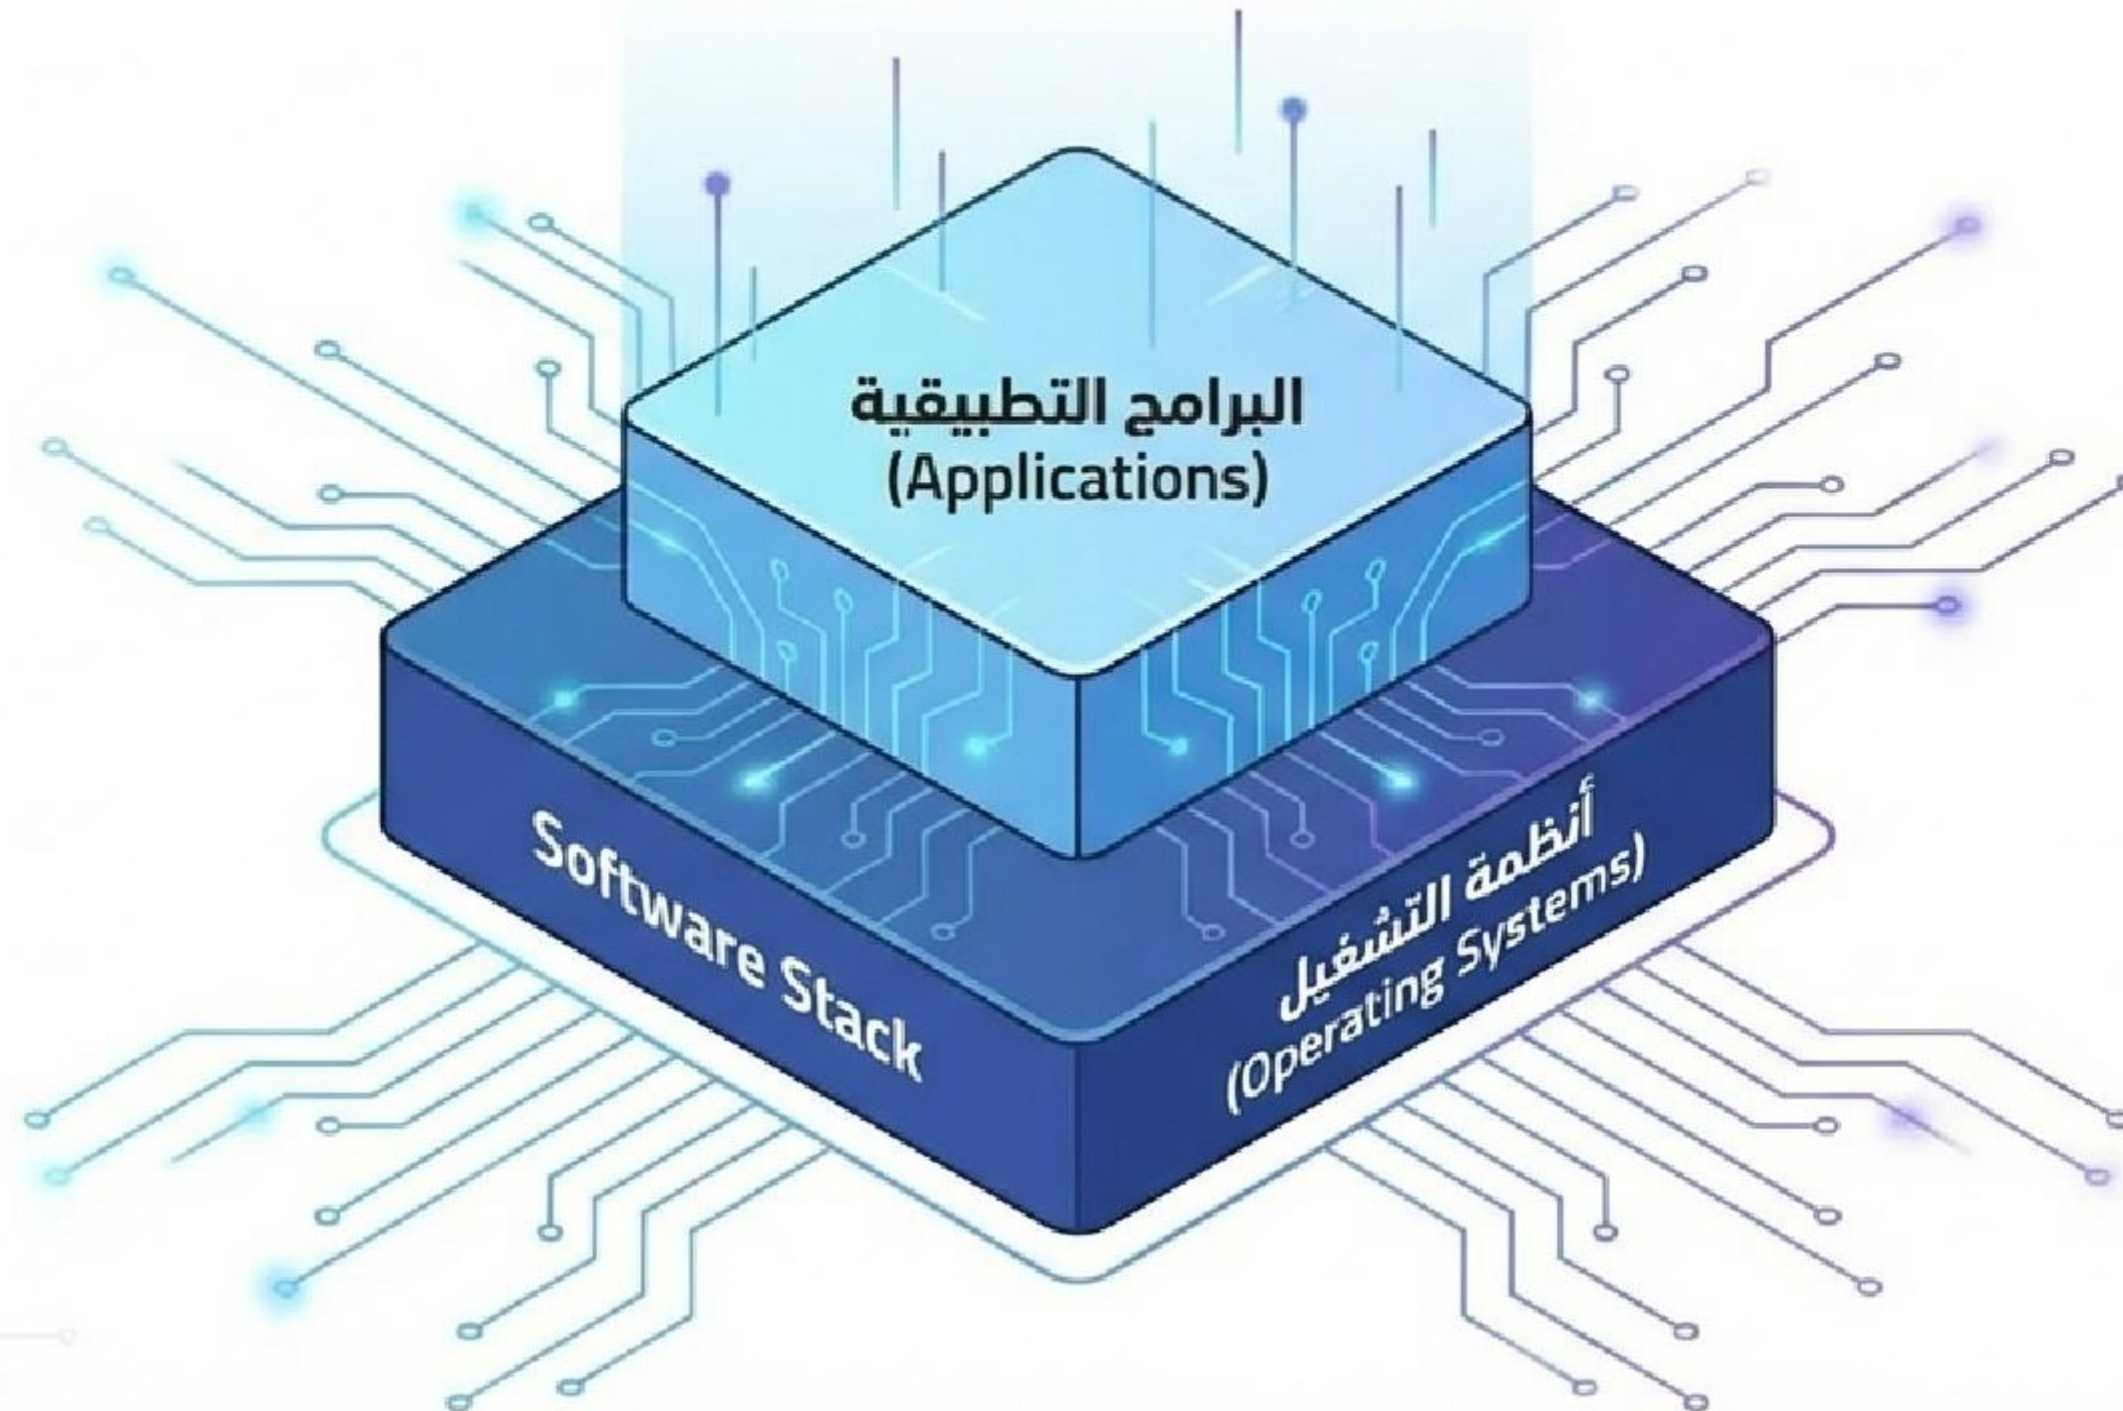 البرامج التطبيقية
(Applications)
Software Stack
أنظمة التشغيل
(Operating Systems)